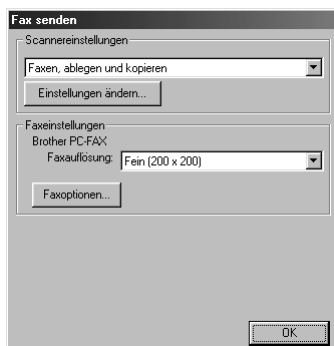 Fax senden
Scannereinstellungen
Faxen, ablegen und kopieren
Einstellungen ändern...
Faxeinstellungen
Brother PC-FAX
Faxauflösung: Fein (200 x 200)
Faxoptionen...
OK